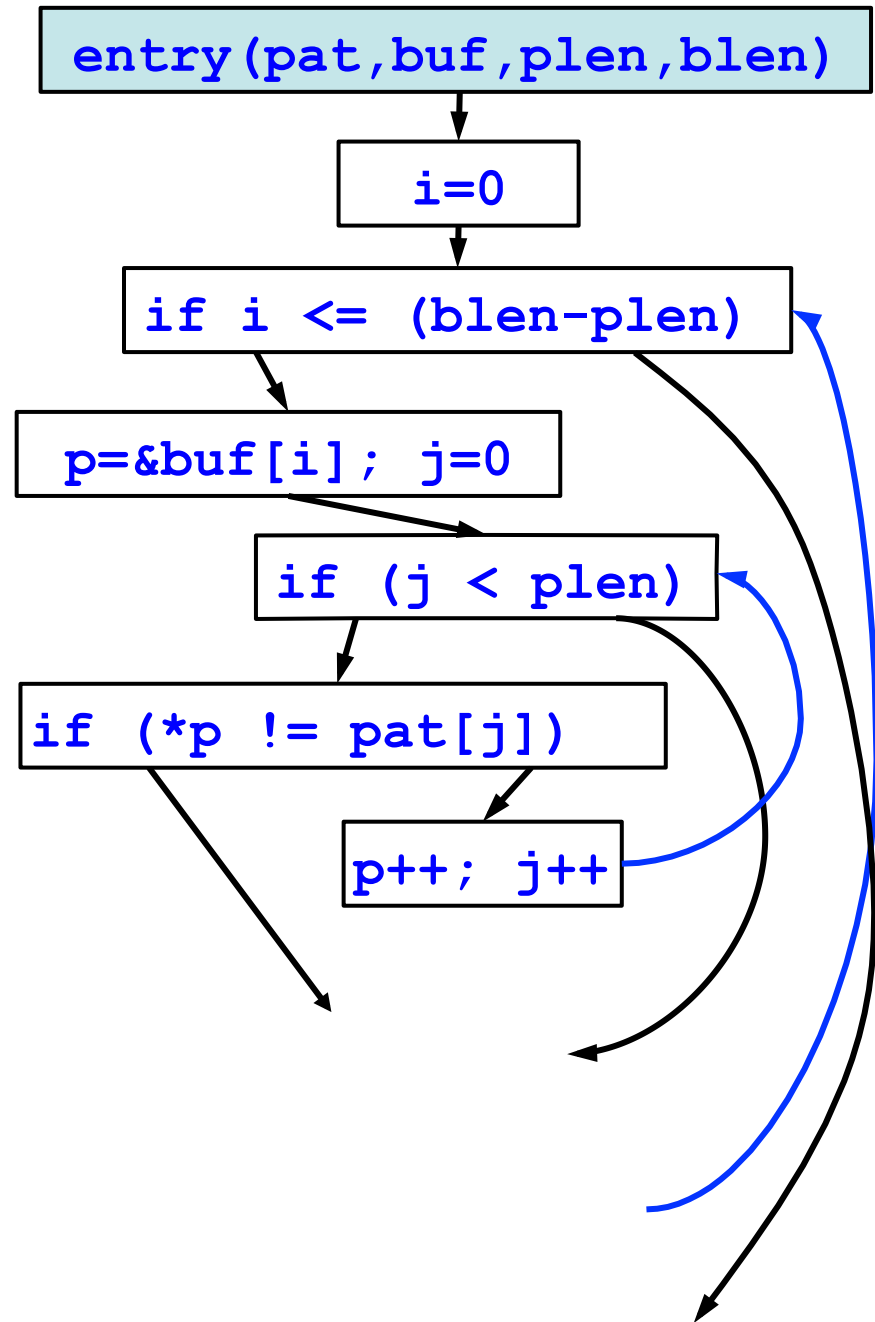 entry(pat,buf,plen,blen)
i=0
if i <= (blen-plen)
p=&buf[i]; j=0
if (j < plen)
if (*p != pat[j])
p++; j++